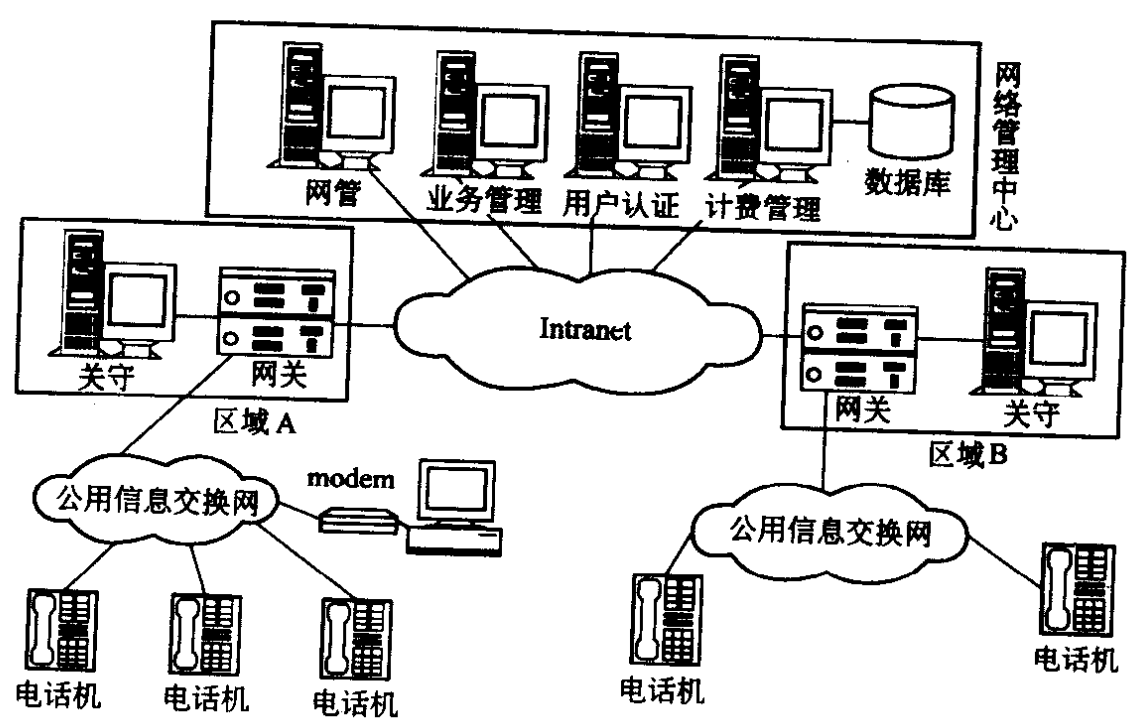 网络管理中心
网管
业务管理
用户认证
计费管理
数据库
关守
网关
区域A
Intranet
网关
关守
区域B
公用信息交换网
modem
公用信息交换网
电话机
电话机
电话机
电话机
电话机